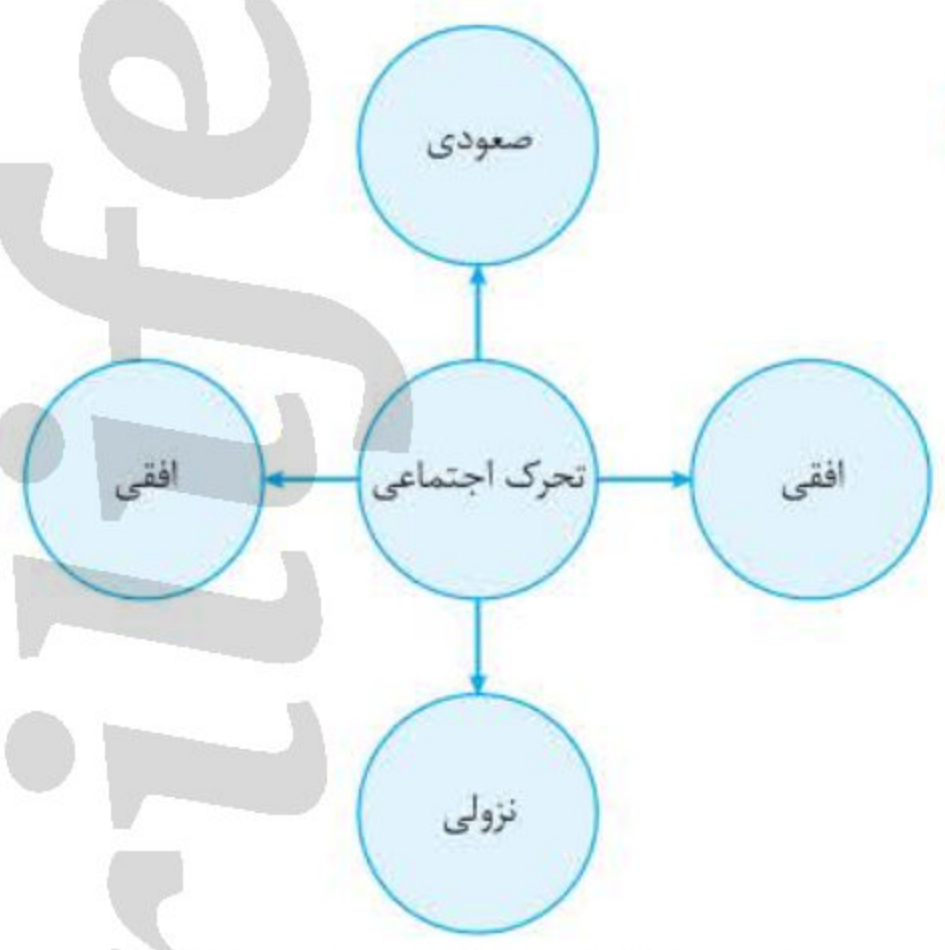 صعودی
افقی
تحرک اجتماعی
افقی
نزولی